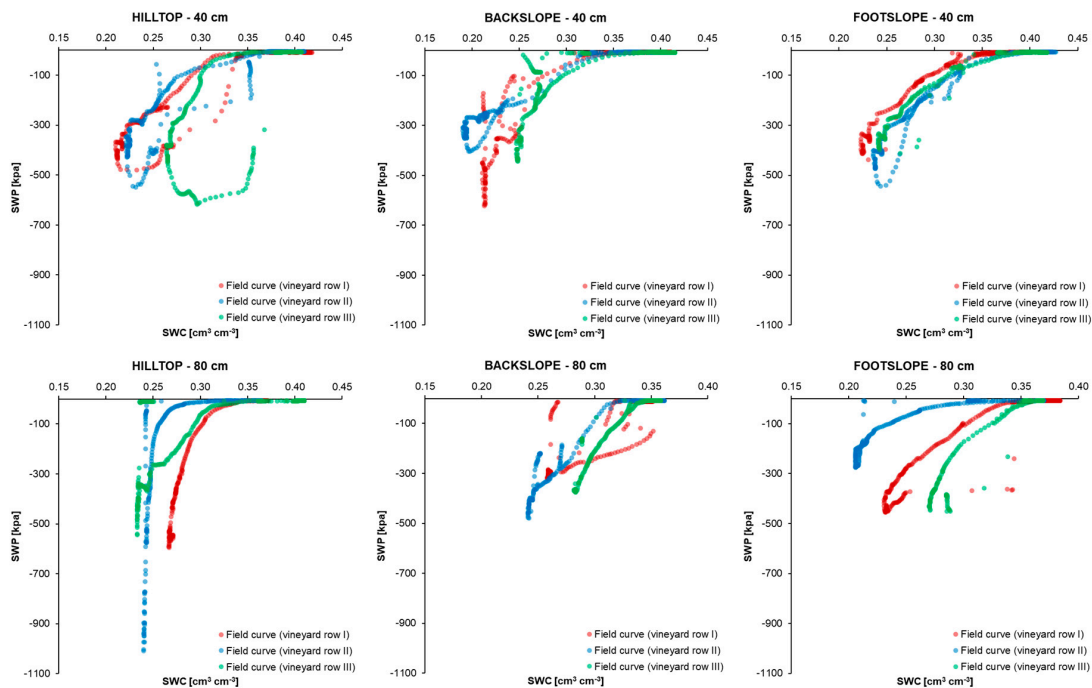 HILLTOP - 40 cm
0.15 0.20 0.25 0.30 0.35 0.40 0.45
-100
-300
-500
-700
-900
-1100
SWP [kpa]
Field curve (vineyard row I)
Field curve (vineyard row II)
Field curve (vineyard row III)
SWC [cm³ cm⁻³]
BACKSLOPE - 40 cm
0.15 0.20 0.25 0.30 0.35 0.40 0.45
-100
-300
-500
-700
-900
-1100
SWP [kpa]
Field curve (vineyard row I)
Field curve (vineyard row II)
Field curve (vineyard row III)
SWC [cm³ cm⁻³]
FOOTSLOPE - 40 cm
0.15 0.20 0.25 0.30 0.35 0.40 0.45
-100
-300
-500
-700
-900
-1100
SWP [kpa]
Field curve (vineyard row I)
Field curve (vineyard row II)
Field curve (vineyard row III)
SWC [cm³ cm⁻³]
HILLTOP - 80 cm
0.15 0.20 0.25 0.30 0.35 0.40 0.45
-100
-300
-500
-700
-900
-1100
SWP [kpa]
Field curve (vineyard row I)
Field curve (vineyard row II)
Field curve (vineyard row III)
SWC [cm³ cm⁻³]
BACKSLOPE - 80 cm
0.15 0.20 0.25 0.30 0.35 0.40
-100
-300
-500
-700
-900
-1100
SWP [kpa]
Field curve (vineyard row I)
Field curve (vineyard row II)
Field curve (vineyard row III)
SWC [cm³ cm⁻³]
FOOTSLOPE - 80 cm
0.15 0.20 0.25 0.30 0.35 0.40
-100
-300
-500
-700
-900
-1100
SWP [kpa]
Field curve (vineyard row I)
Field curve (vineyard row II)
Field curve (vineyard row III)
SWC [cm³ cm⁻³]